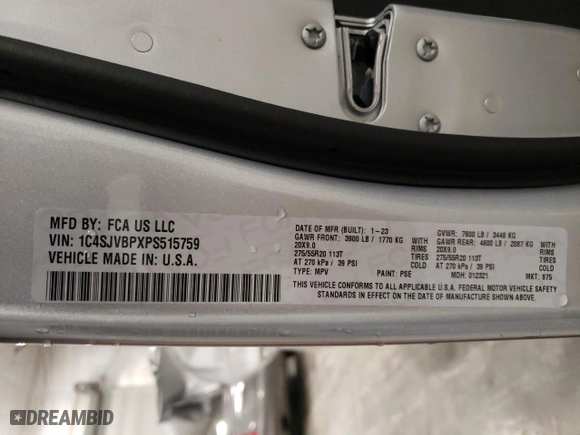 MFD BY: FCA US LLC
VIN: 1C4SJVBPXPS515759
VEHICLE MADE IN: U.S.A.
DATE OF MFR (BUILT): 1-23
GVWR: 7600 LB / 3448 KG
GAWR FRONT: 3900 LB / 1770 KG WITH
GAWR REAR: 4600 LB / 2087 KG WITH
20X9.0 RIMS
20X9.0 RIMS
275/55R20 113T TIRES
275/55R20 113T TIRES
AT 270 kPa / 39 PSI COLD
AT 270 kPa / 39 PSI COLD
TYPE: MPV PAINT: PSE MDH: 012321 MKT: 875
THIS VEHICLE CONFORMS TO ALL APPLICABLE U.S.A. FEDERAL MOTOR VEHICLE SAFETY
STANDARDS IN EFFECT ON THE DATE OF MANUFACTURE SHOWN ABOVE.
DREAMBID